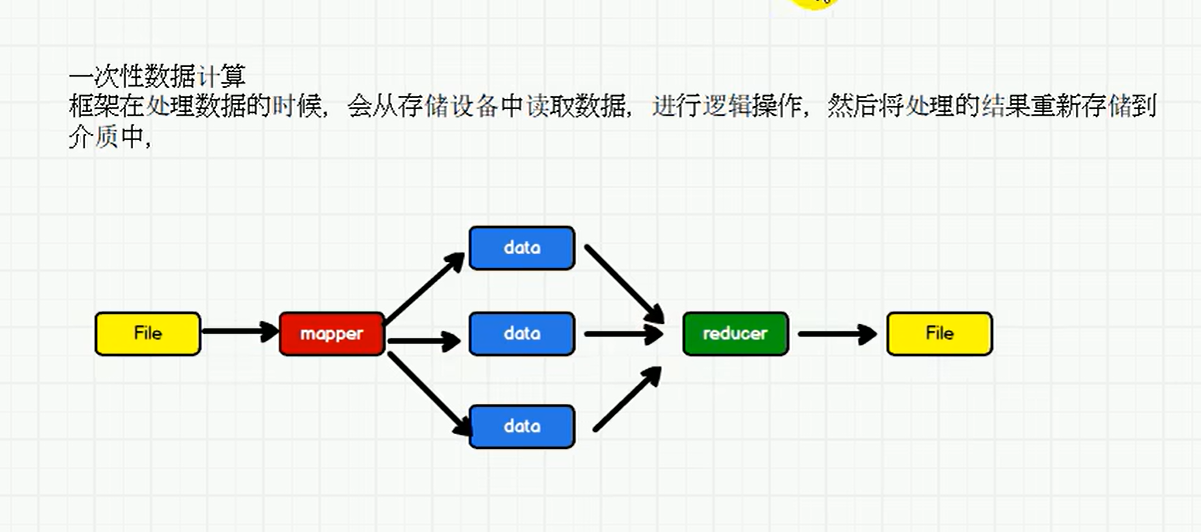 一次性数据计算
框架在处理数据的时候，会从存储设备中读取数据，进行逻辑操作，然后将处理的结果重新存储到
介质中，
data
File
mapper
data
reducer
File
data